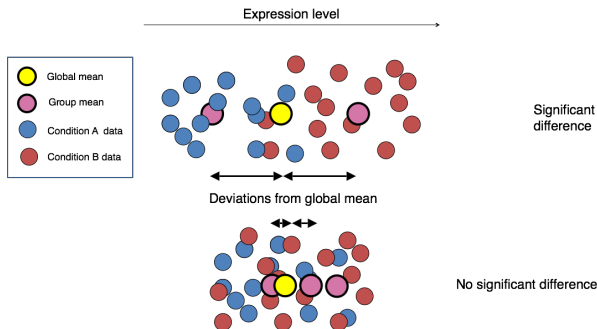 Expression level
Global mean
Group mean
Condition A  data
Condition B data
Significant
difference
Deviations from global mean
No significant difference